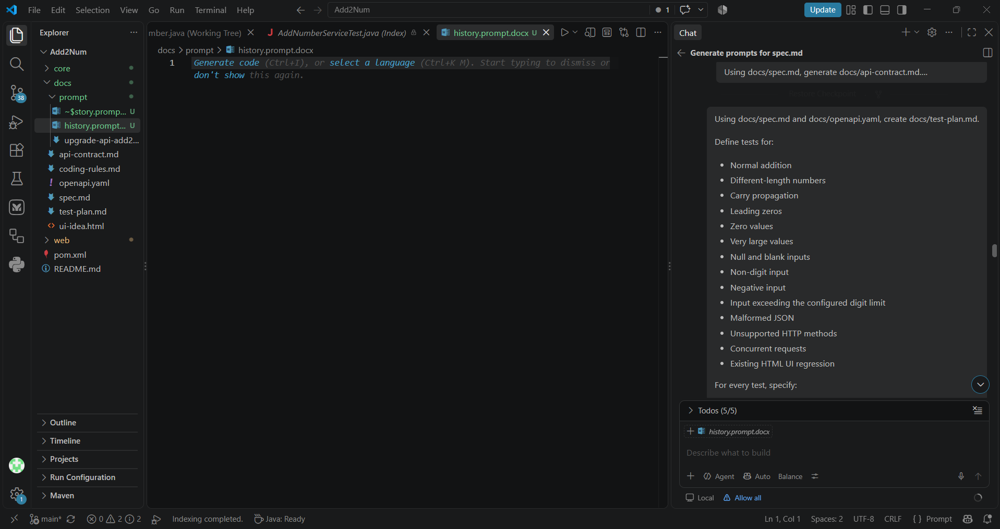 File Edit Selection View Go Run Terminal Help
Add2Num
1
Update
Explorer
Add2Num
core
docs
prompt
~$story.promp... U
history.prompt... U
upgrade-api-add2...
api-contract.md
coding-rules.md
openapi.yaml
spec.md
test-plan.md
ui-idea.html
web
pom.xml
README.md
Outline
Timeline
Projects
Run Configuration
Maven
38
1
mber.java (Working Tree)
J AddNumberServiceTest.java (Index)
history.prompt.docx U
docs > prompt > history.prompt.docx
1
Generate code (Ctrl+I), or select a language (Ctrl+K M). Start typing to dismiss or
don't show this again.
Chat
Generate prompts for spec.md
Using docs/spec.md, generate docs/api-contract.md....
Restore Checkpoint
Using docs/spec.md and docs/openapi.yaml, create docs/test-plan.md.
Define tests for:
• Normal addition
• Different-length numbers
• Carry propagation
• Leading zeros
• Zero values
• Very large values
• Null and blank inputs
• Non-digit input
• Negative input
• Input exceeding the configured digit limit
• Malformed JSON
• Unsupported HTTP methods
• Concurrent requests
• Existing HTML UI regression
For every test, specify:
Todos (5/5)
history.prompt.docx
Describe what to build
Agent Auto Balance
Local Allow all
main* 0 2 2 Indexing completed. Java: Ready
Ln 1, Col 1 Spaces: 2 UTF-8 CRLF { } Prompt